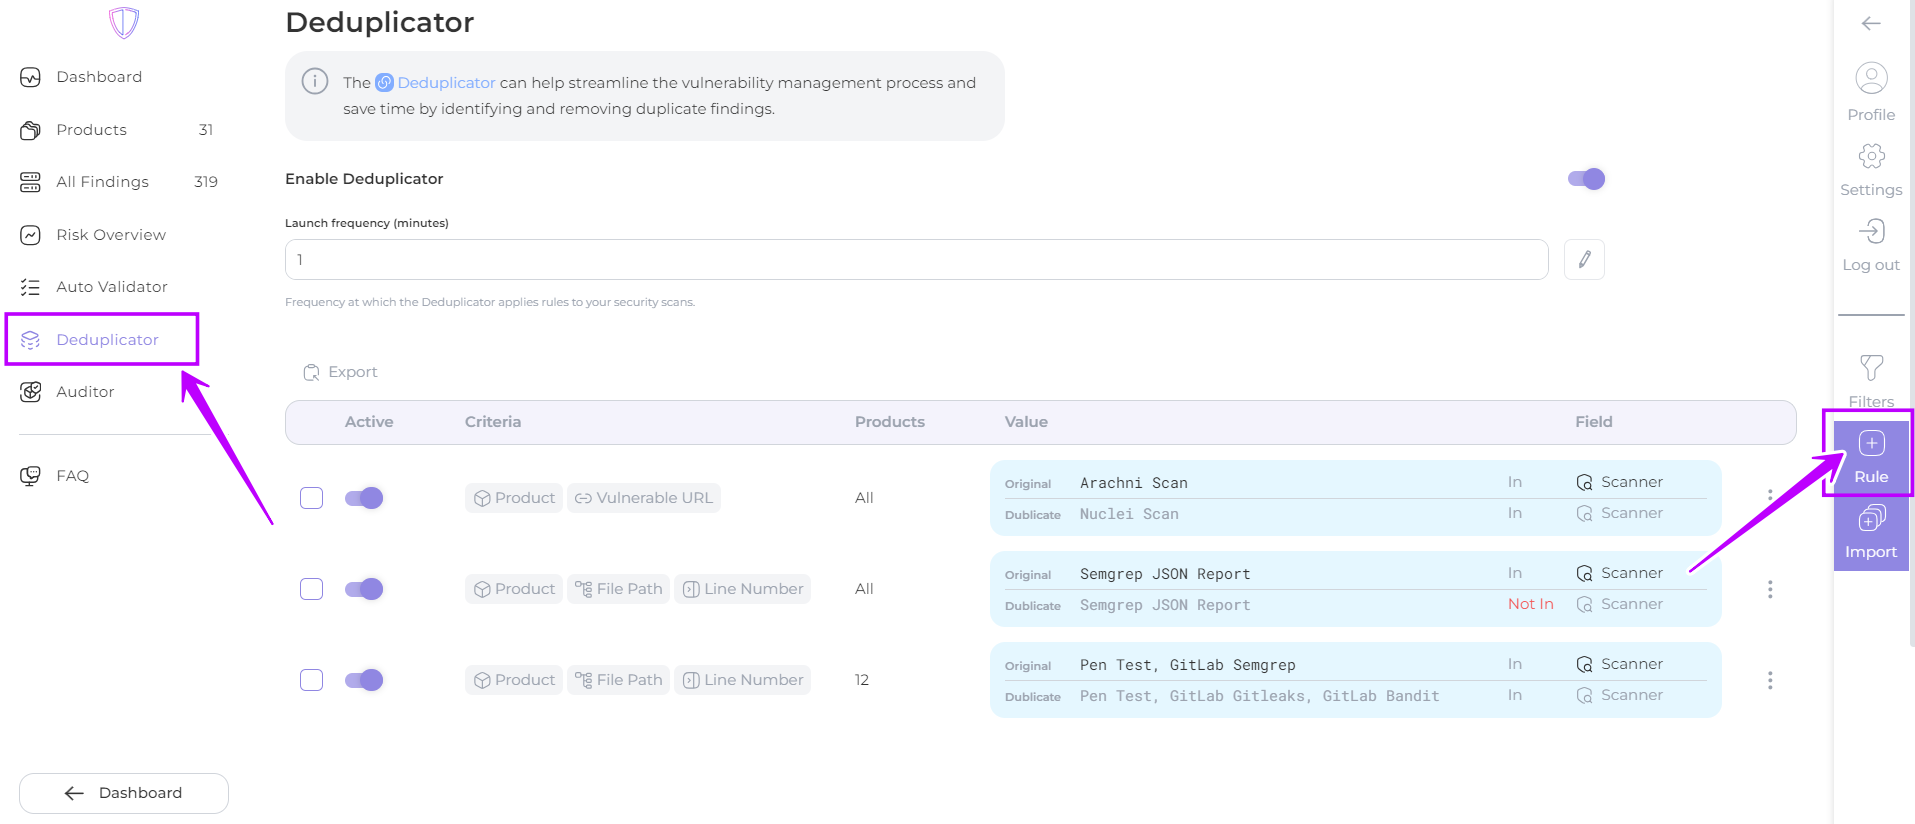 Deduplicator
The Deduplicator can help streamline the vulnerability management process and
save time by identifying and removing duplicate findings.
Dashboard
Products 31
All Findings 319
Risk Overview
Auto Validator
Deduplicator
Auditor
FAQ
Dashboard
Enable Deduplicator
Launch frequency (minutes)
1
Frequency at which the Deduplicator applies rules to your security scans.
Export
Active Criteria Products Value Field
Product Vulnerable URL All
Original Arachni Scan In Scanner
Dublicate Nuclei Scan In Scanner
Product File Path Line Number All
Original Semgrep JSON Report In Scanner
Dublicate Semgrep JSON Report Not In Scanner
Product File Path Line Number 12
Original Pen Test, GitLab Semgrep In Scanner
Dublicate Pen Test, GitLab Gitleaks, GitLab Bandit In Scanner
Profile
Settings
Log out
Filters
Rule
Import